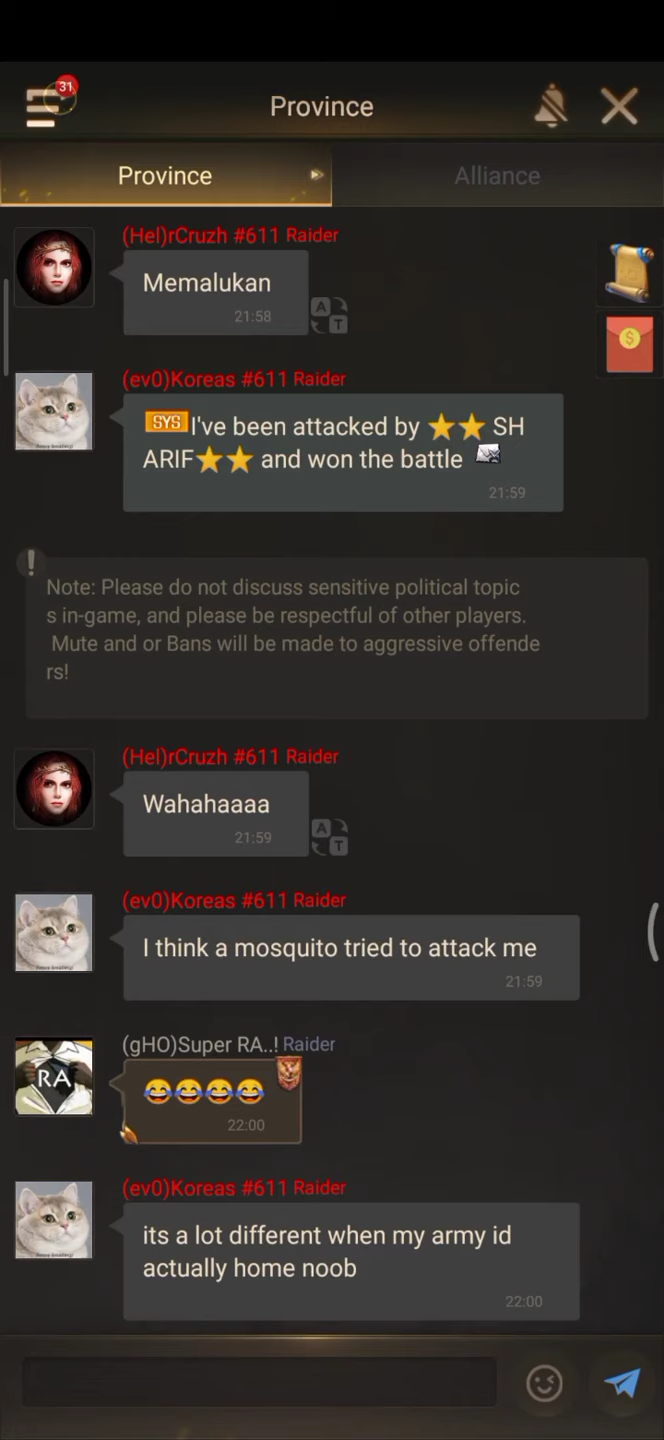 31
Province
Province
Alliance
(Hel)rCruzh #611 Raider
Memalukan
21:58
A
T
(ev0)Koreas #611 Raider
SYS I've been attacked by ⭐⭐ SH
ARIF⭐⭐ and won the battle
21:59
Note: Please do not discuss sensitive political topic
s in-game, and please be respectful of other players.
Mute and or Bans will be made to aggressive offende
rs!
(Hel)rCruzh #611 Raider
Wahahaaaa
21:59
A
T
(ev0)Koreas #611 Raider
I think a mosquito tried to attack me
21:59
(gHO)Super RA..! Raider
RA
😂😂😂😂
22:00
(ev0)Koreas #611 Raider
its a lot different when my army id
actually home noob
22:00